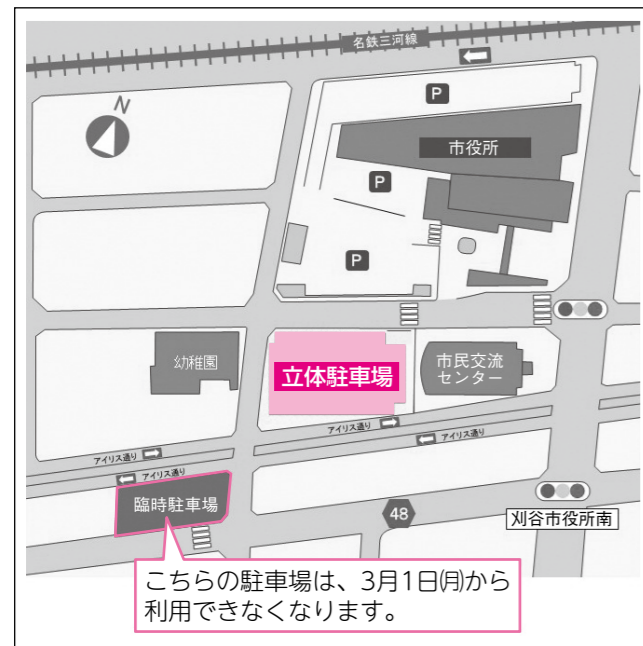 名鉄三河線
N
P
市役所
P
P
幼稚園
立体駐車場
市民交流
センター
アイリス通り
アイリス通り
アイリス通り
アイリス通り
臨時駐車場
48
刈谷市役所南
こちらの駐車場は、3月1日㈪から
利用できなくなります。